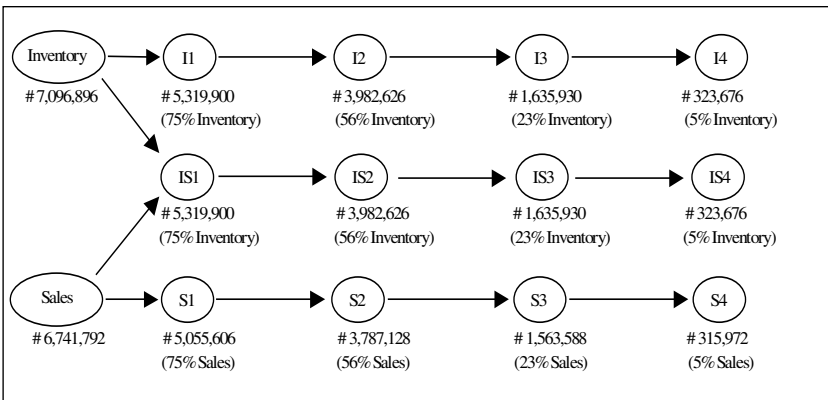 Inventory I1 I2 I3 I4
# 7,096,896 # 5,319,900 # 3,982,626 # 1,635,930 # 323,676
(75% Inventory) (56% Inventory) (23% Inventory) (5% Inventory)
IS1 IS2 IS3 IS4
# 5,319,900 # 3,982,626 # 1,635,930 # 323,676
(75% Inventory) (56% Inventory) (23% Inventory) (5% Inventory)
Sales S1 S2 S3 S4
# 6,741,792 # 5,055,606 # 3,787,128 # 1,563,588 # 315,972
(75% Sales) (56% Sales) (23% Sales) (5% Sales)